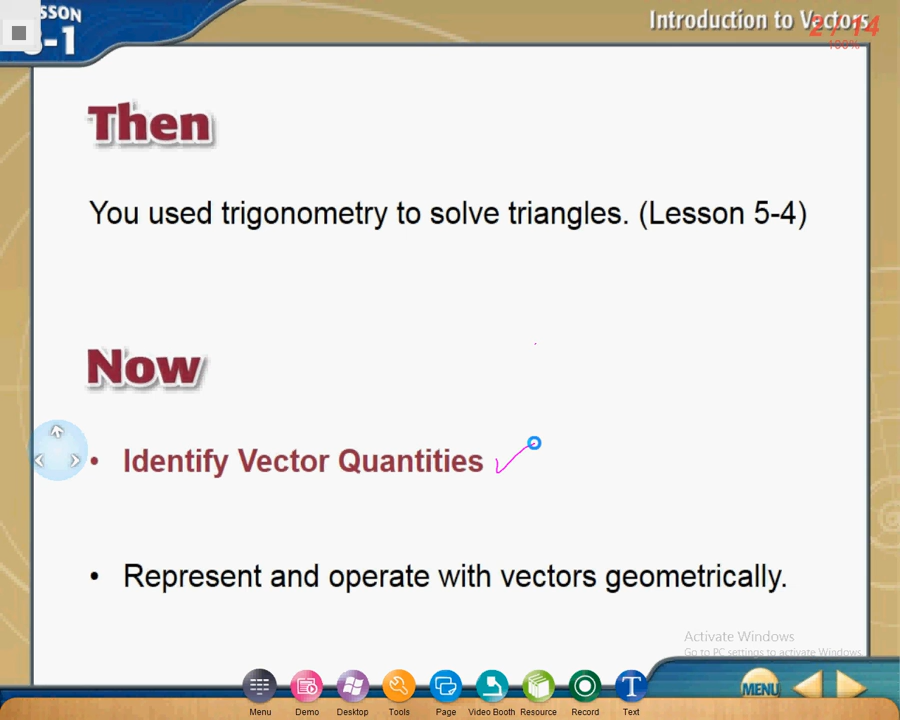 SSON
-1
Introduction to Vectors
2 / 14
100%
Then
You used trigonometry to solve triangles. (Lesson 5-4)
Now
• Identify Vector Quantities
• Represent and operate with vectors geometrically.
Activate Windows
Go to PC settings to activate Windows.
MENU
Menu Demo Desktop Tools Page Video Booth Resource Record Text